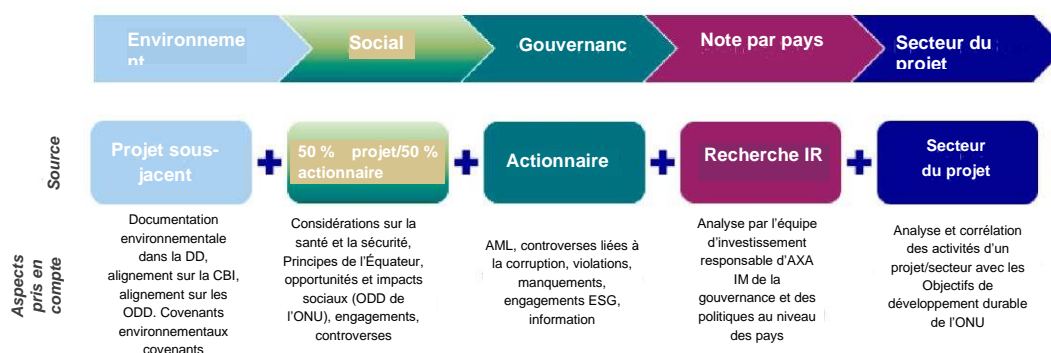 Environneme
nt
Social
Gouvernanc
Note par pays
Secteur du
projet
Source
Projet sous-
jacent
50 % projet/50 %
actionnaire
Actionnaire
Recherche IR
Secteur
du projet
Aspects
pris en
compte
Documentation
environnementale
dans la DD,
alignement sur la CBI,
alignement sur les
ODD. Covenants
environnementaux
covenants
Considérations sur la
santé et la sécurité,
Principes de l'Équateur,
opportunités et impacts
sociaux (ODD de
l'ONU), engagements,
controverses
AML, controverses liées à
la corruption, violations,
manquements,
engagements ESG,
information
Analyse par l'équipe
d'investissement
responsable d'AXA
IM de la
gouvernance et des
politiques au niveau
des pays
Analyse et corrélation
des activités d'un
projet/secteur avec les
Objectifs de
développement durable
de l'ONU